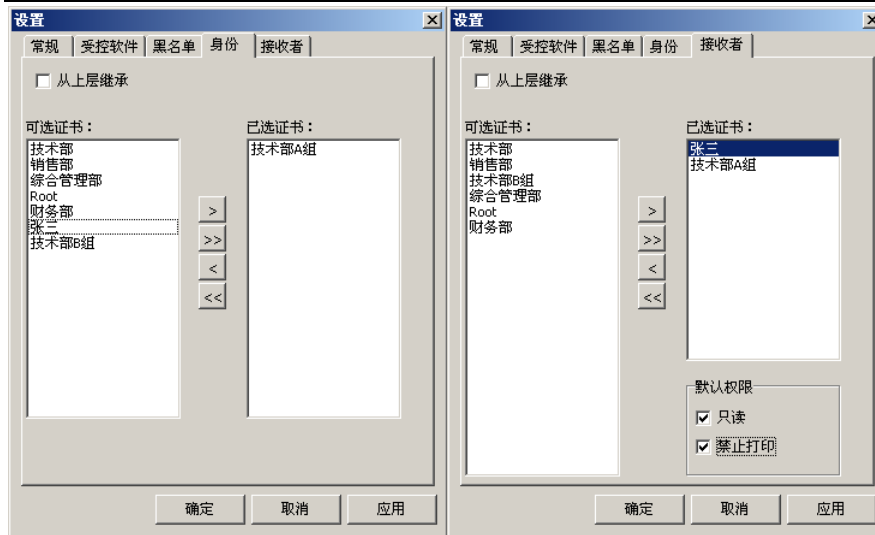 设置
常规 受控软件 黑名单 身份 接收者
从上层继承
可选证书：
已选证书：
技术部
销售部
综合管理部
Root
财务部
张三
技术部B组
技术部A组
>
>>
<
<<
确定 取消 应用
设置
常规 受控软件 黑名单 身份 接收者
从上层继承
可选证书：
已选证书：
技术部
销售部
技术部B组
综合管理部
Root
财务部
张三
技术部A组
>
>>
<
<<
默认权限
只读
禁止打印
确定 取消 应用